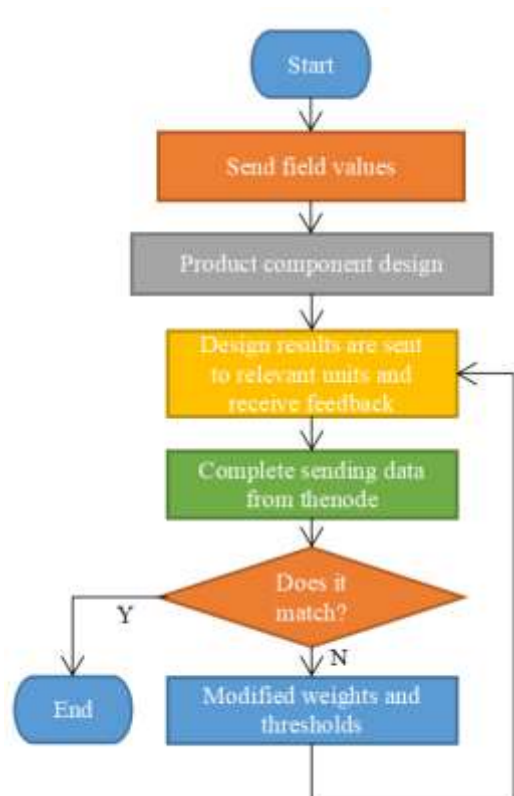 Start
Send field values
Product component design
Design results are sent
to relevant units and
receive feedback
Complete sending data
from thenode
Does it
match?
Y
N
End
Modified weights and
thresholds